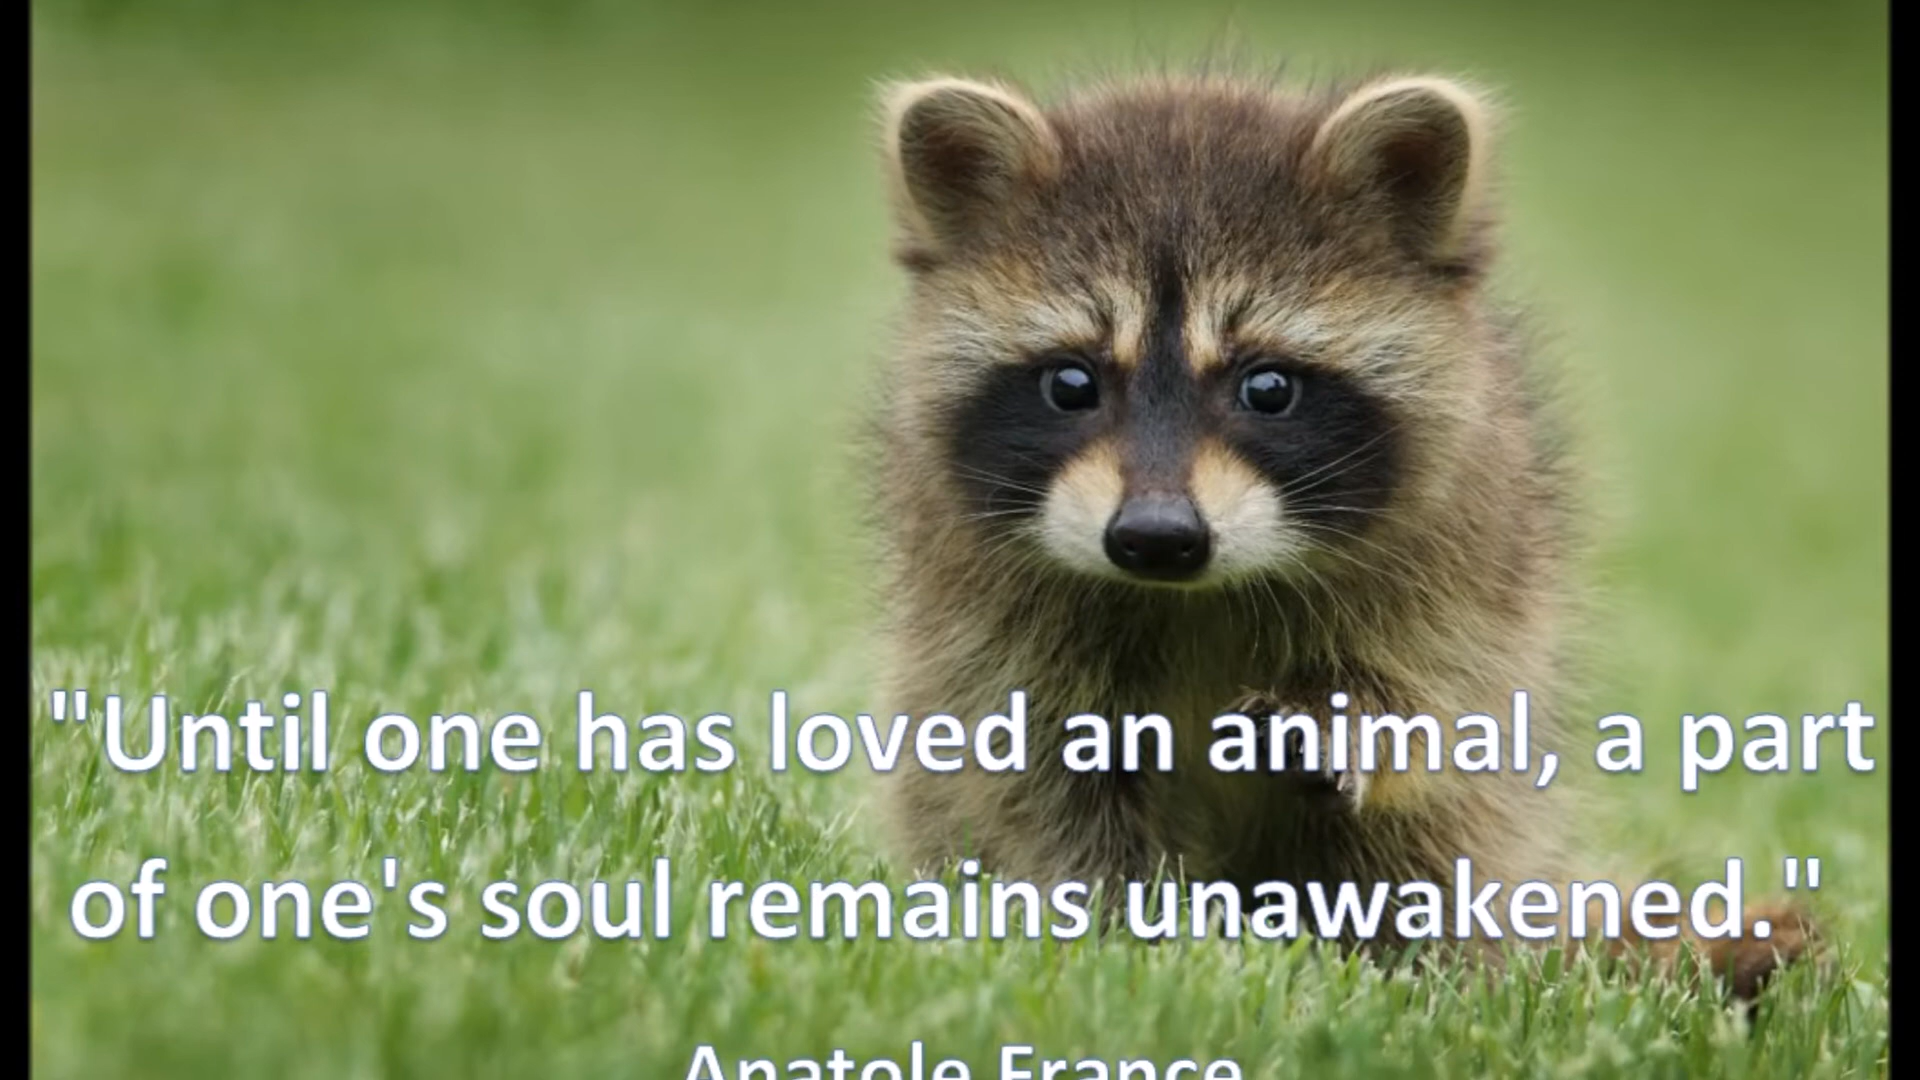 "Until one has loved an animal, a part
of one's soul remains unawakened."
Anatole France